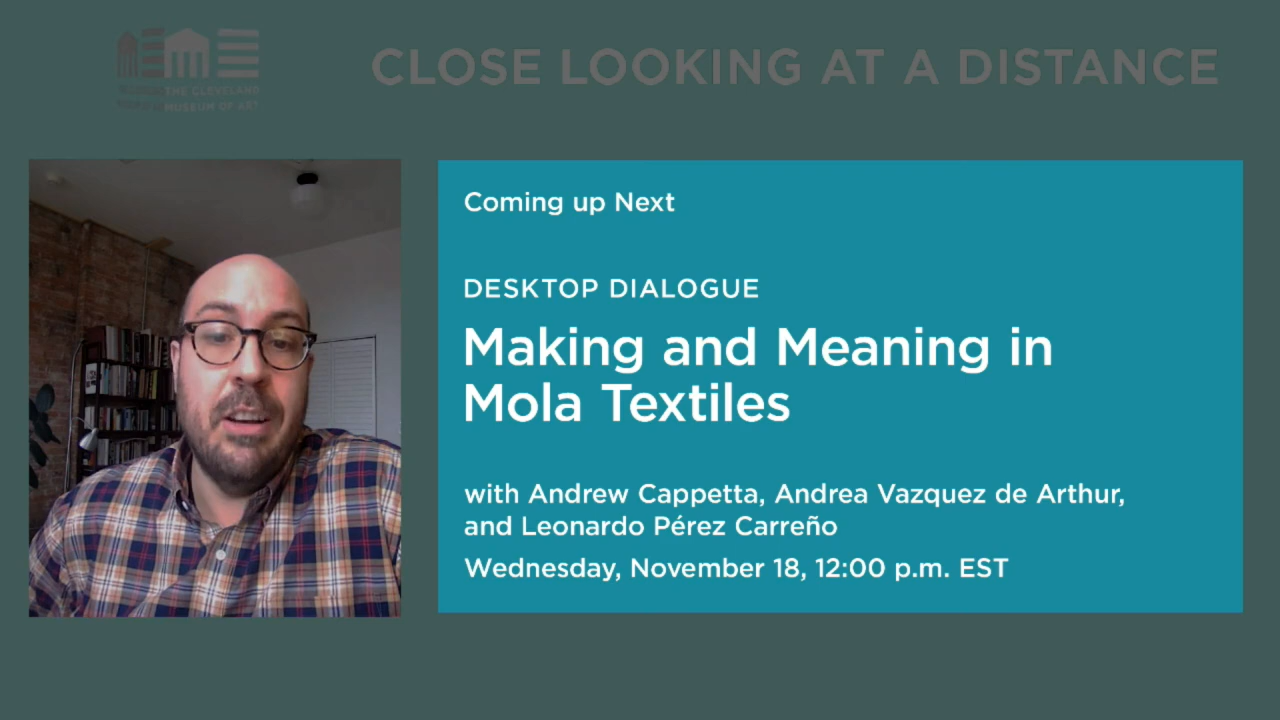 THE CLEVELAND
MUSEUM OF ART
CLOSE LOOKING AT A DISTANCE
Coming up Next
DESKTOP DIALOGUE
Making and Meaning in
Mola Textiles
with Andrew Cappetta, Andrea Vazquez de Arthur,
and Leonardo Pérez Carreño
Wednesday, November 18, 12:00 p.m. EST